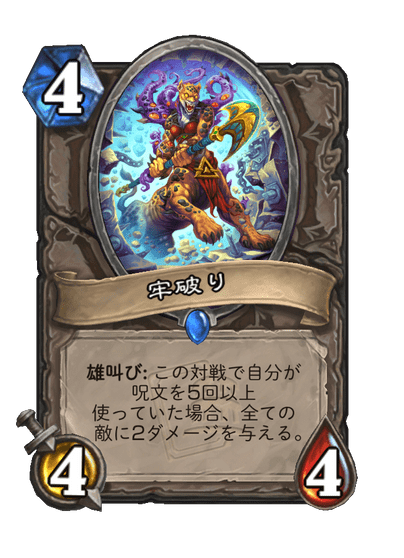 4
牢破り
雄叫び: この対戦で自分が
呪文を5回以上
使っていた場合、全ての
敵に2ダメージを与える。
4
4